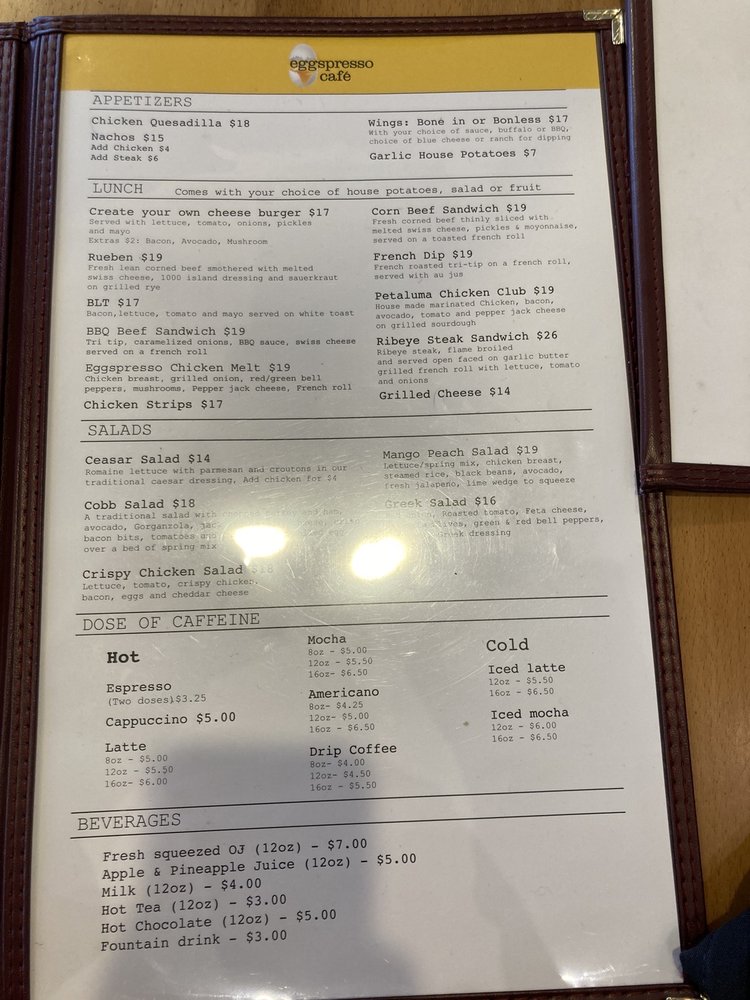 eggspresso
café
APPETIZERS
Chicken Quesadilla $18
Nachos $15
Add Chicken $4
Add Steak $6
Wings: Bone in or Bonless $17
With your choice of sauce, buffalo or BBQ,
choice of blue cheese or ranch for dipping
Garlic House Potatoes $7
LUNCH Comes with your choice of house potatoes, salad or fruit
Create your own cheese burger $17
Served with lettuce, tomato, onions, pickles
and mayo
Extras $2: Bacon, Avocado, Mushroom
Rueben $19
Fresh lean corned beef smothered with melted
swiss cheese, 1000 island dressing and sauerkraut
on grilled rye
BLT $17
Bacon,lettuce, tomato and mayo served on white toast
BBQ Beef Sandwich $19
Tri tip, caramelized onions, BBQ sauce, swiss cheese
served on a french roll
Eggspresso Chicken Melt $19
Chicken breast, grilled onion, red/green bell
peppers, mushrooms, Pepper jack cheese, French roll
Chicken Strips $17
Corn Beef Sandwich $19
Fresh corned beef thinly sliced with
melted swiss cheese, pickles & moyonnaise,
served on a toasted french roll
French Dip $19
French roasted tri-tip on a french roll,
served with au jus
Petaluma Chicken Club $19
House made marinated Chicken, bacon,
avocado, tomato and pepper jack cheese
on grilled sourdough
Ribeye Steak Sandwich $26
Ribeye steak, flame broiled
and served open faced on garlic butter
grilled french roll with lettuce, tomato
and onions
Grilled Cheese $14
SALADS
Ceasar Salad $14
Romaine lettuce with parmesan and croutons in our
traditional caesar dressing, Add chicken for $4
Cobb Salad $18
A traditional salad with chopped turkey and ham,
avocado, Gorganzola,
bacon bits, tomatoes and egg
over a bed of spring mix
Crispy Chicken Salad $18
Lettuce, tomato, crispy chicken,
bacon, eggs and cheddar cheese
Mango Peach Salad $19
Lettuce/spring mix, chicken breast,
steamed rice, black beans, avocado,
fresh jalapeño, lime wedge to squeeze
Greek Salad $16
Roasted tomato, Feta cheese,
green & red bell peppers,
Greek dressing
DOSE OF CAFFEINE
Hot
Espresso
(Two doses)$3.25
Cappuccino $5.00
Latte
8oz - $5.00
12oz - $5.50
16oz- $6.00
Mocha
8oz - $5.00
12oz - $5.50
16oz- $6.50
Americano
8oz- $4.25
12oz- $5.00
16oz - $6.50
Drip Coffee
8oz- $4.00
12oz- $4.50
16oz - $5.50
Cold
Iced latte
12oz - $5.50
16oz - $6.50
Iced mocha
12oz - $6.00
16oz - $6.50
BEVERAGES
Fresh squeezed OJ (12oz) - $7.00
Apple & Pineapple Juice (12oz) - $5.00
Milk (12oz) - $4.00
Hot Tea (12oz) - $3.00
Hot Chocolate (12oz) - $5.00
Fountain drink - $3.00